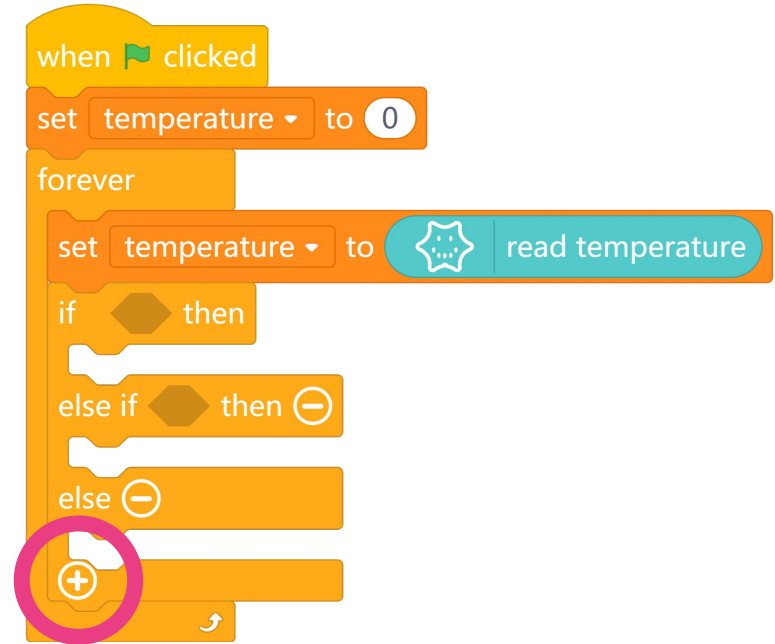 when clicked
set temperature to 0
forever
set temperature to read temperature
if then
else if then
else